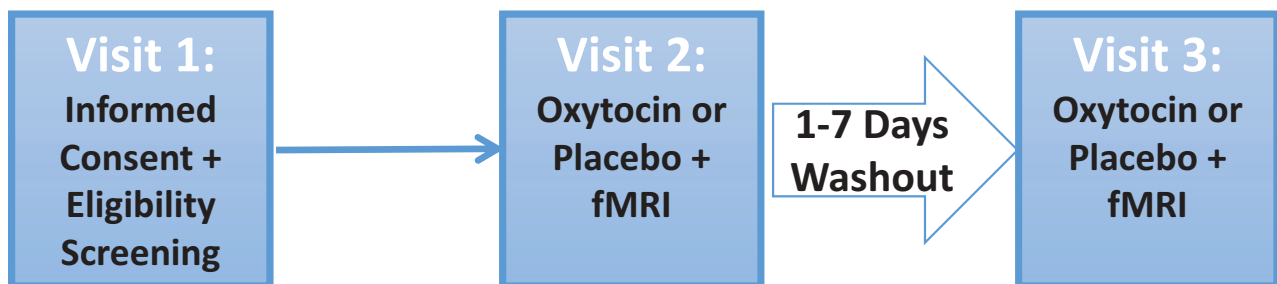 Visit 1:
Informed
Consent +
Eligibility
Screening
Visit 2:
Oxytocin or
Placebo +
fMRI
1-7 Days
Washout
Visit 3:
Oxytocin or
Placebo +
fMRI